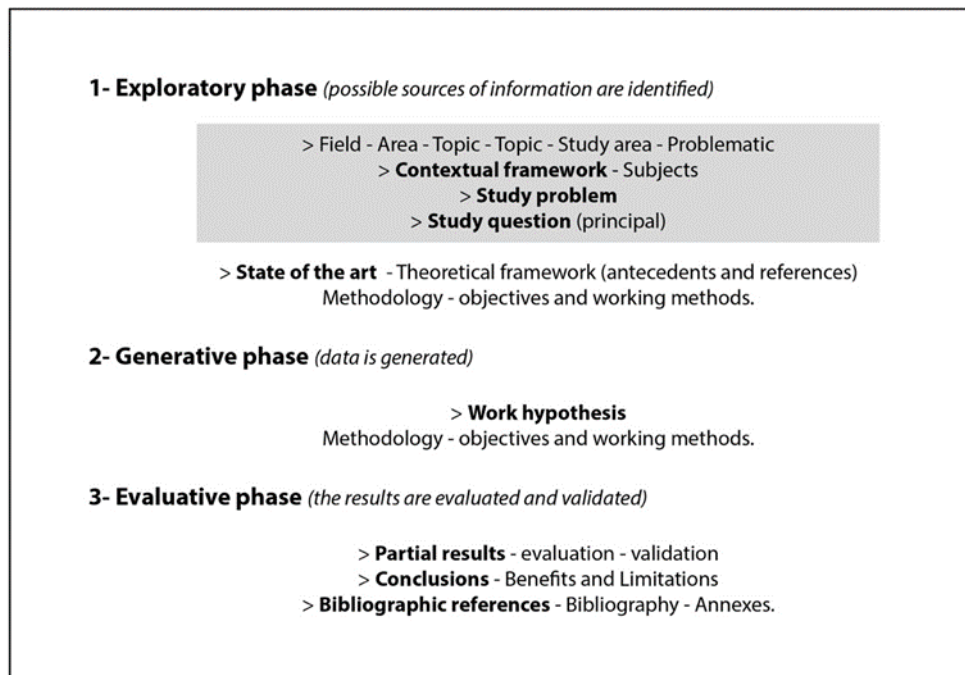 1- Exploratory phase (possible sources of information are identified)
> Field - Area - Topic - Topic - Study area - Problematic
> Contextual framework - Subjects
> Study problem
> Study question (principal)
> State of the art - Theoretical framework (antecedents and references)
Methodology - objectives and working methods.
2- Generative phase (data is generated)
> Work hypothesis
Methodology - objectives and working methods.
3- Evaluative phase (the results are evaluated and validated)
> Partial results - evaluation - validation
> Conclusions - Benefits and Limitations
> Bibliographic references - Bibliography - Annexes.